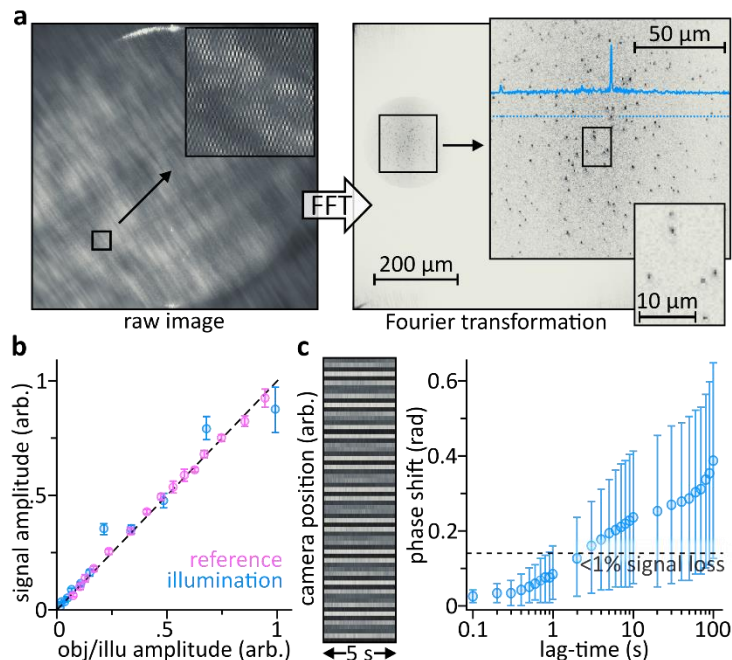 a
50 µm
FFT
200 µm
10 µm
raw image
Fourier transformation
b
signal amplitude (arb.)
1
.5
0
reference
illumination
0
.5
1
obj/illu amplitude (arb.)
c
camera position (arb.)
5 s
phase shift (rad)
0.6
0.4
0.2
0
<1% signal loss
0.1
1
10
100
lag-time (s)